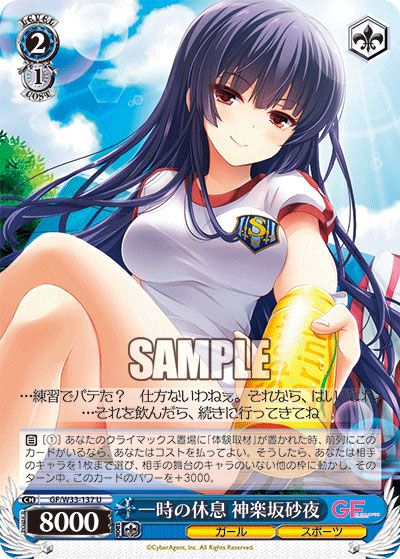 LEVEL
2
1
COST
S
SAMPLE
…練習でバテた？　仕方ないわねぇ。それなら、はい
…それを飲んだら、続きに行ってきてね
自［⑴］あなたのクライマックス置場に「体験取材」が置かれた時、前列にこの
カードがいるなら、あなたはコストを払ってよい。そうしたら、あなたは相手
のキャラを1枚まで選び、相手の舞台のキャラのいない他の枠に動かし、そのタ
ーン中、このカードのパワーを＋3000。
CH GF/W33-137 U
8000
一時の休息 神楽坂砂夜
GF
ガール
スポーツ
©CyberAgent, Inc. All Rights Reserved.